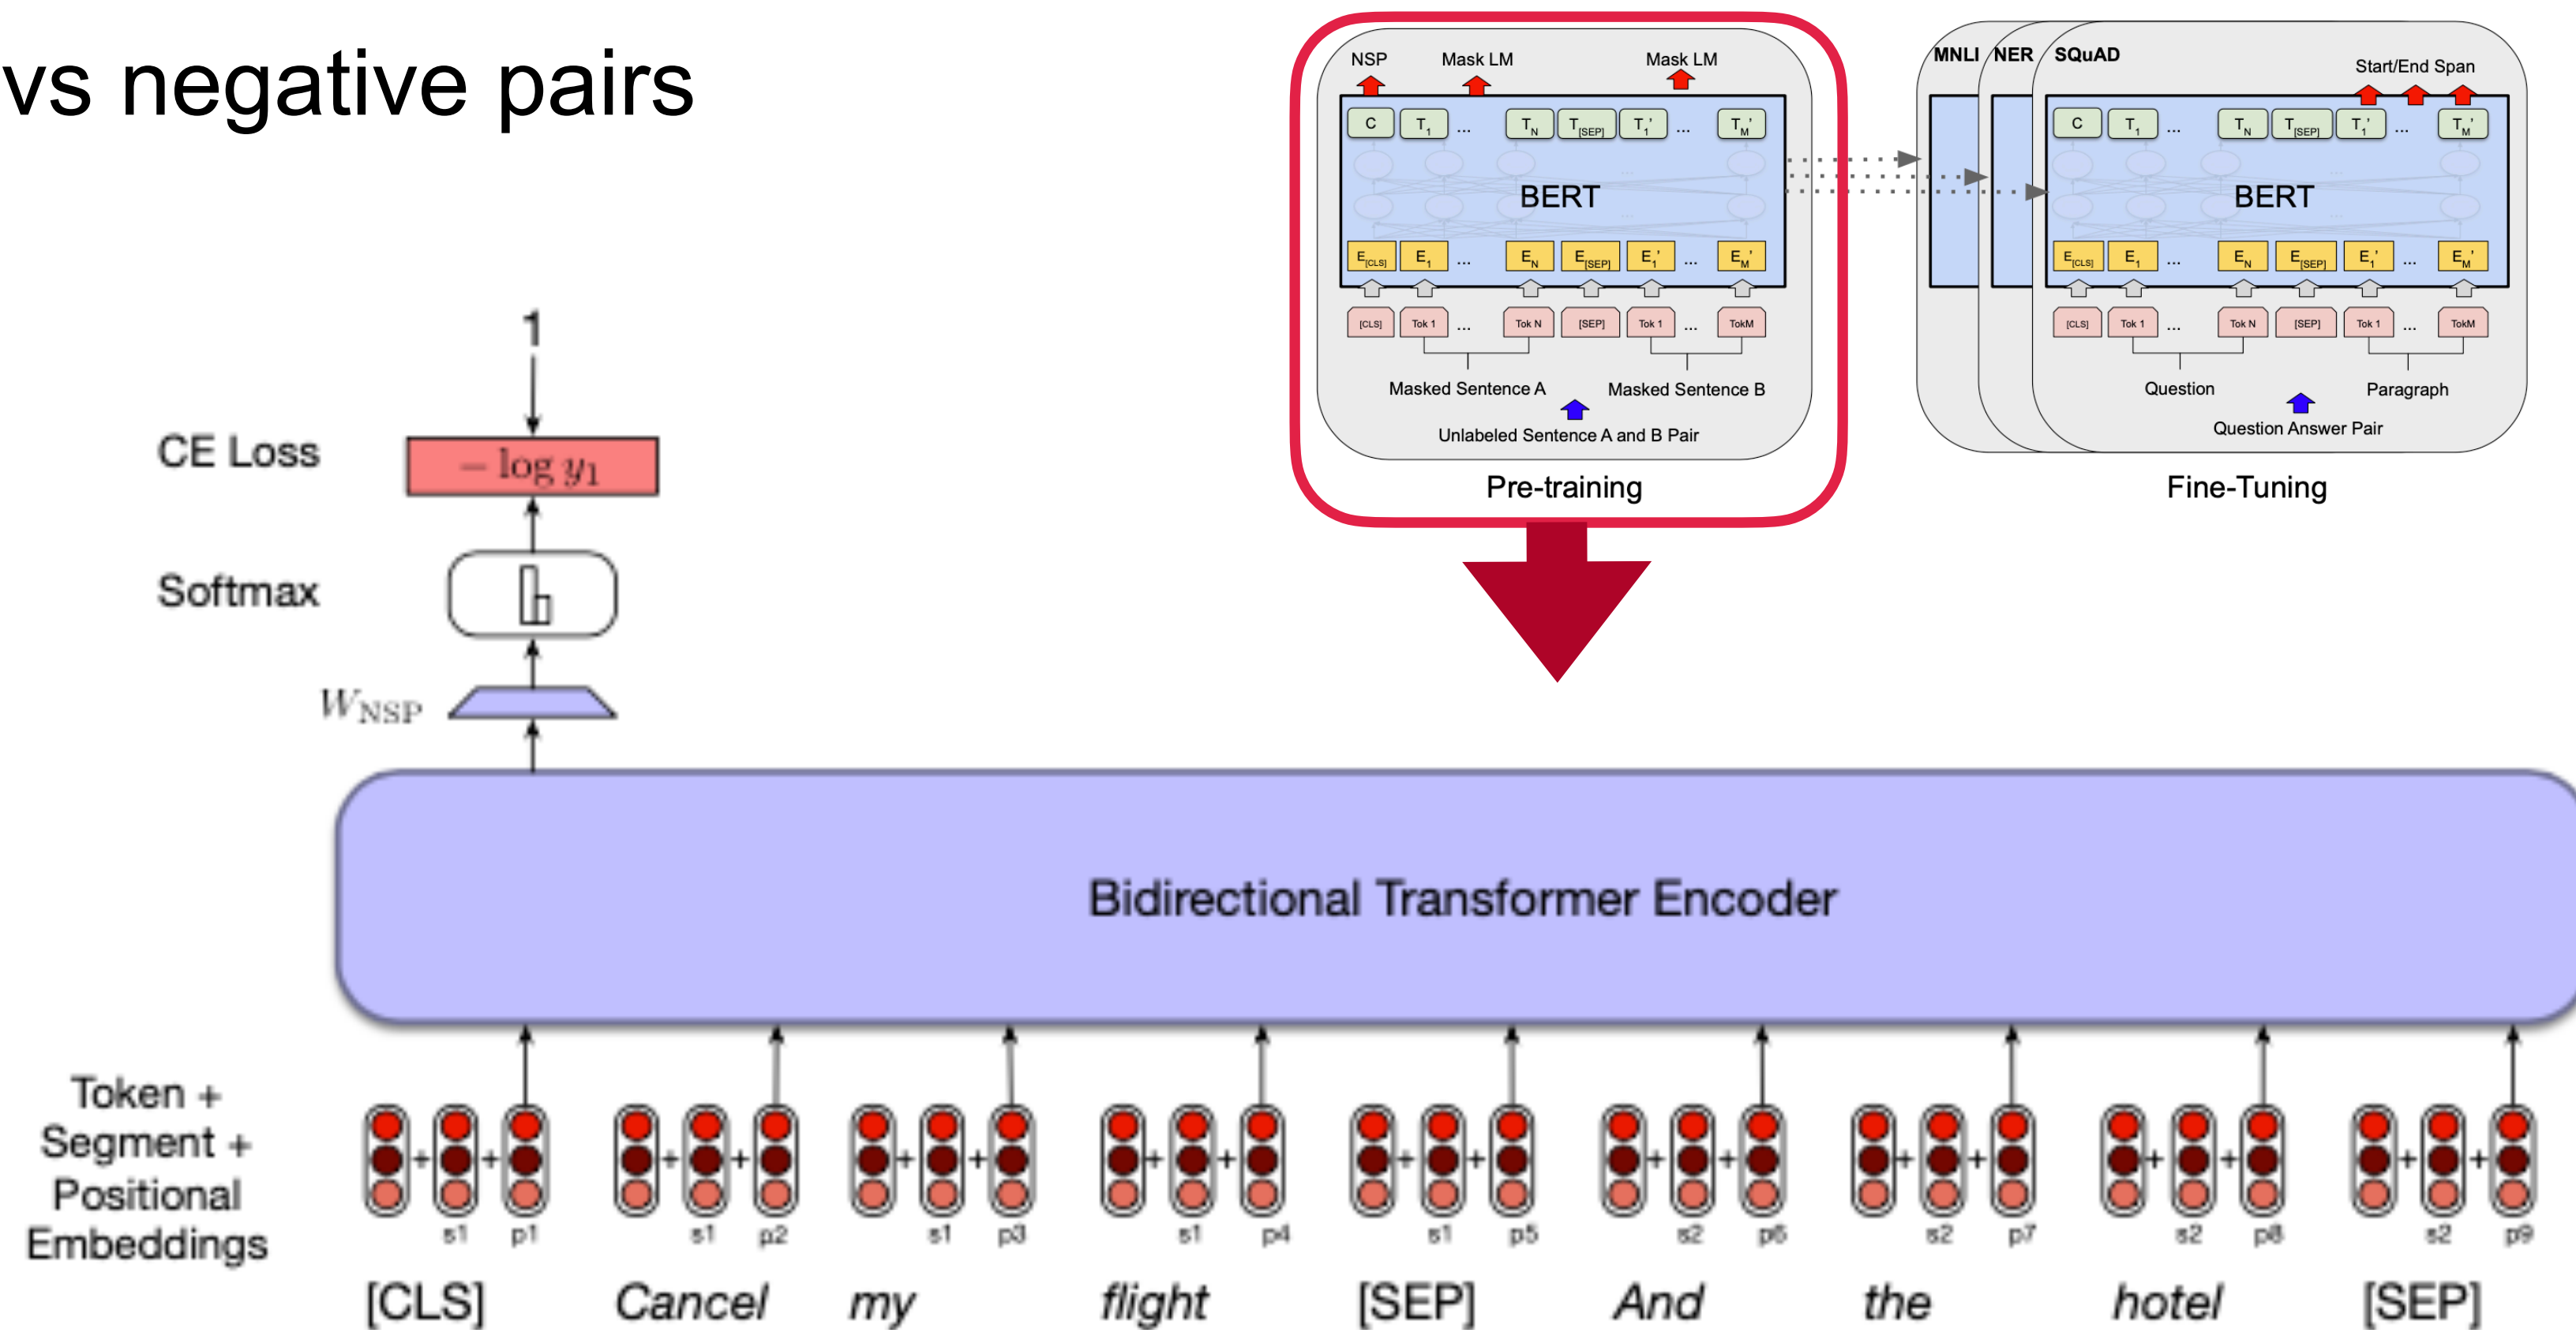 vs negative pairs
NSP Mask LM Mask LM
C T1 ... TN T[SEP] T1' ... TM'
...
BERT
...
E[CLS] E1 ... EN E[SEP] E1' ... EM'
[CLS] Tok 1 ... Tok N [SEP] Tok 1 ... TokM
Masked Sentence A Masked Sentence B
Unlabeled Sentence A and B Pair
Pre-training
MNLI NER SQuAD
Start/End Span
C T1 ... TN T[SEP] T1' ... TM'
...
BERT
...
E[CLS] E1 ... EN E[SEP] E1' ... EM'
[CLS] Tok 1 ... Tok N [SEP] Tok 1 ... TokM
Question Paragraph
Question Answer Pair
Fine-Tuning
1
CE Loss − log y1
Softmax
WNSP
Bidirectional Transformer Encoder
Token +
Segment +
Positional
Embeddings
+ + + + + + + + + + + + + + + + + +
s1 p1 s1 p2 s1 p3 s1 p4 s1 p5 s2 p6 s2 p7 s2 p8 s2 p9
[CLS] Cancel my flight [SEP] And the hotel [SEP]